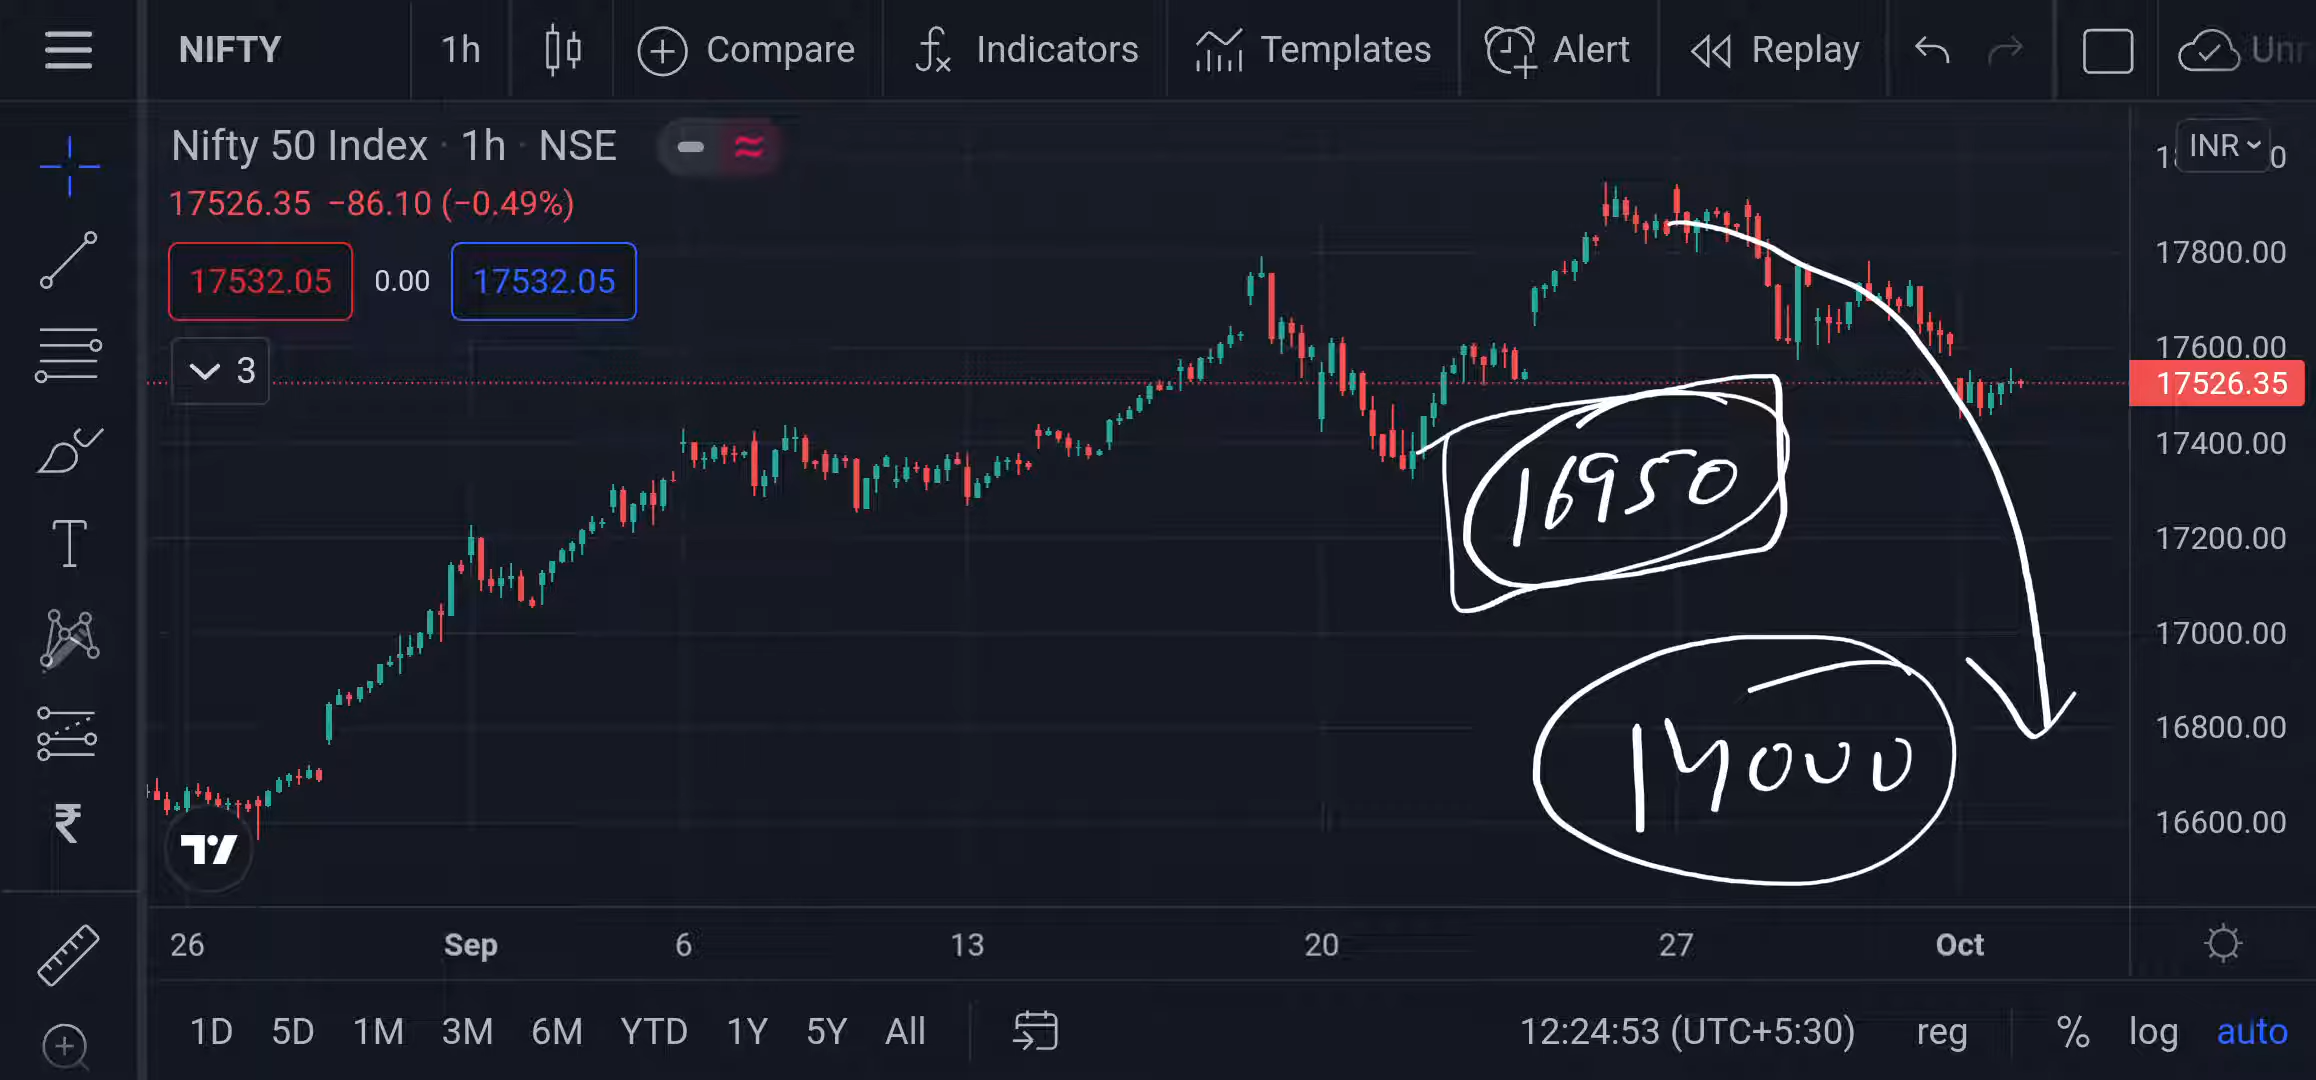 NIFTY 1h Compare Indicators Templates Alert Replay
Nifty 50 Index · 1h · NSE
INR
17526.35 −86.10 (−0.49%)
17532.05 0.00 17532.05
3
17800.00
17600.00
17526.35
17400.00
17200.00
17000.00
16800.00
16600.00
16950
14000
26 Sep 6 13 20 27 Oct
1D 5D 1M 3M 6M YTD 1Y 5Y All 12:24:53 (UTC+5:30) reg % log auto